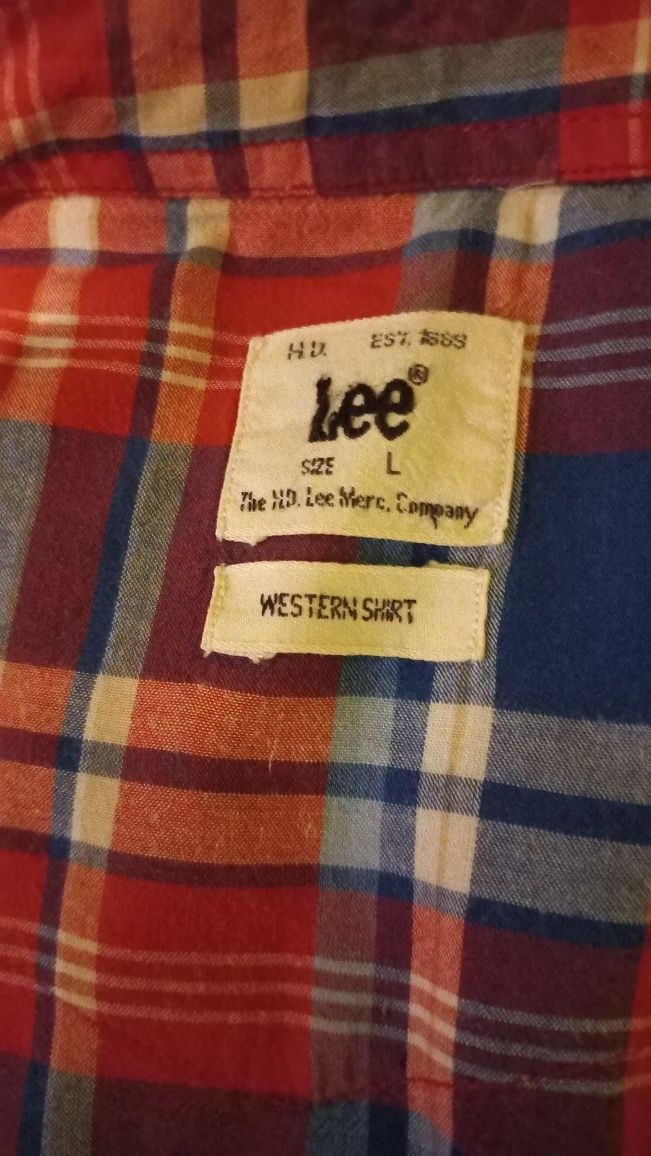 H.D. EST. 1889
Lee®
SIZE L
The H.D. Lee Merc. Company
WESTERN SHIRT